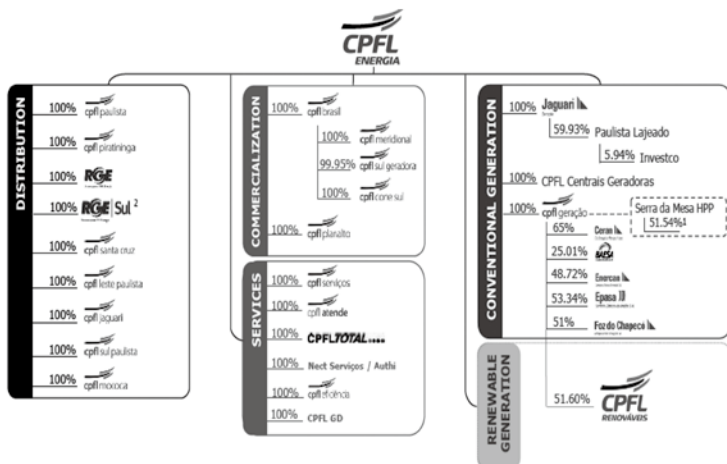 CPFL
ENERGIA
DISTRIBUTION
100% cpfl paulista
100% cpfl piratininga
100% RGE
100% RGE Sul 2
100% cpfl santa cruz
100% cpfl leste paulista
100% cpfl jaguari
100% cpfl sul paulista
100% cpfl mococa
COMMERCIALIZATION
100% cpfl brasil
100% cpfl meridional
99.95% cpfl sul geradora
100% cpfl cone sul
100% cpfl planalto
SERVICES
100% cpfl serviços
100% cpfl atende
100% CPFL TOTAL
100% Nect Serviços / Authi
100% cpfl eficiência
100% CPFL GD
CONVENTIONAL GENERATION
100% Jaguari
59.93% Paulista Lajeado
5.94% Investco
100% CPFL Centrais Geradoras
100% cpfl geração
Serra da Mesa HPP
51.54%1
65% Ceran
25.01% BAESA
48.72% Enercan
53.34% Epasa
51% Foz do Chapecó
RENEWABLE
GENERATION
51.60% CPFL
RENOVÁVEIS